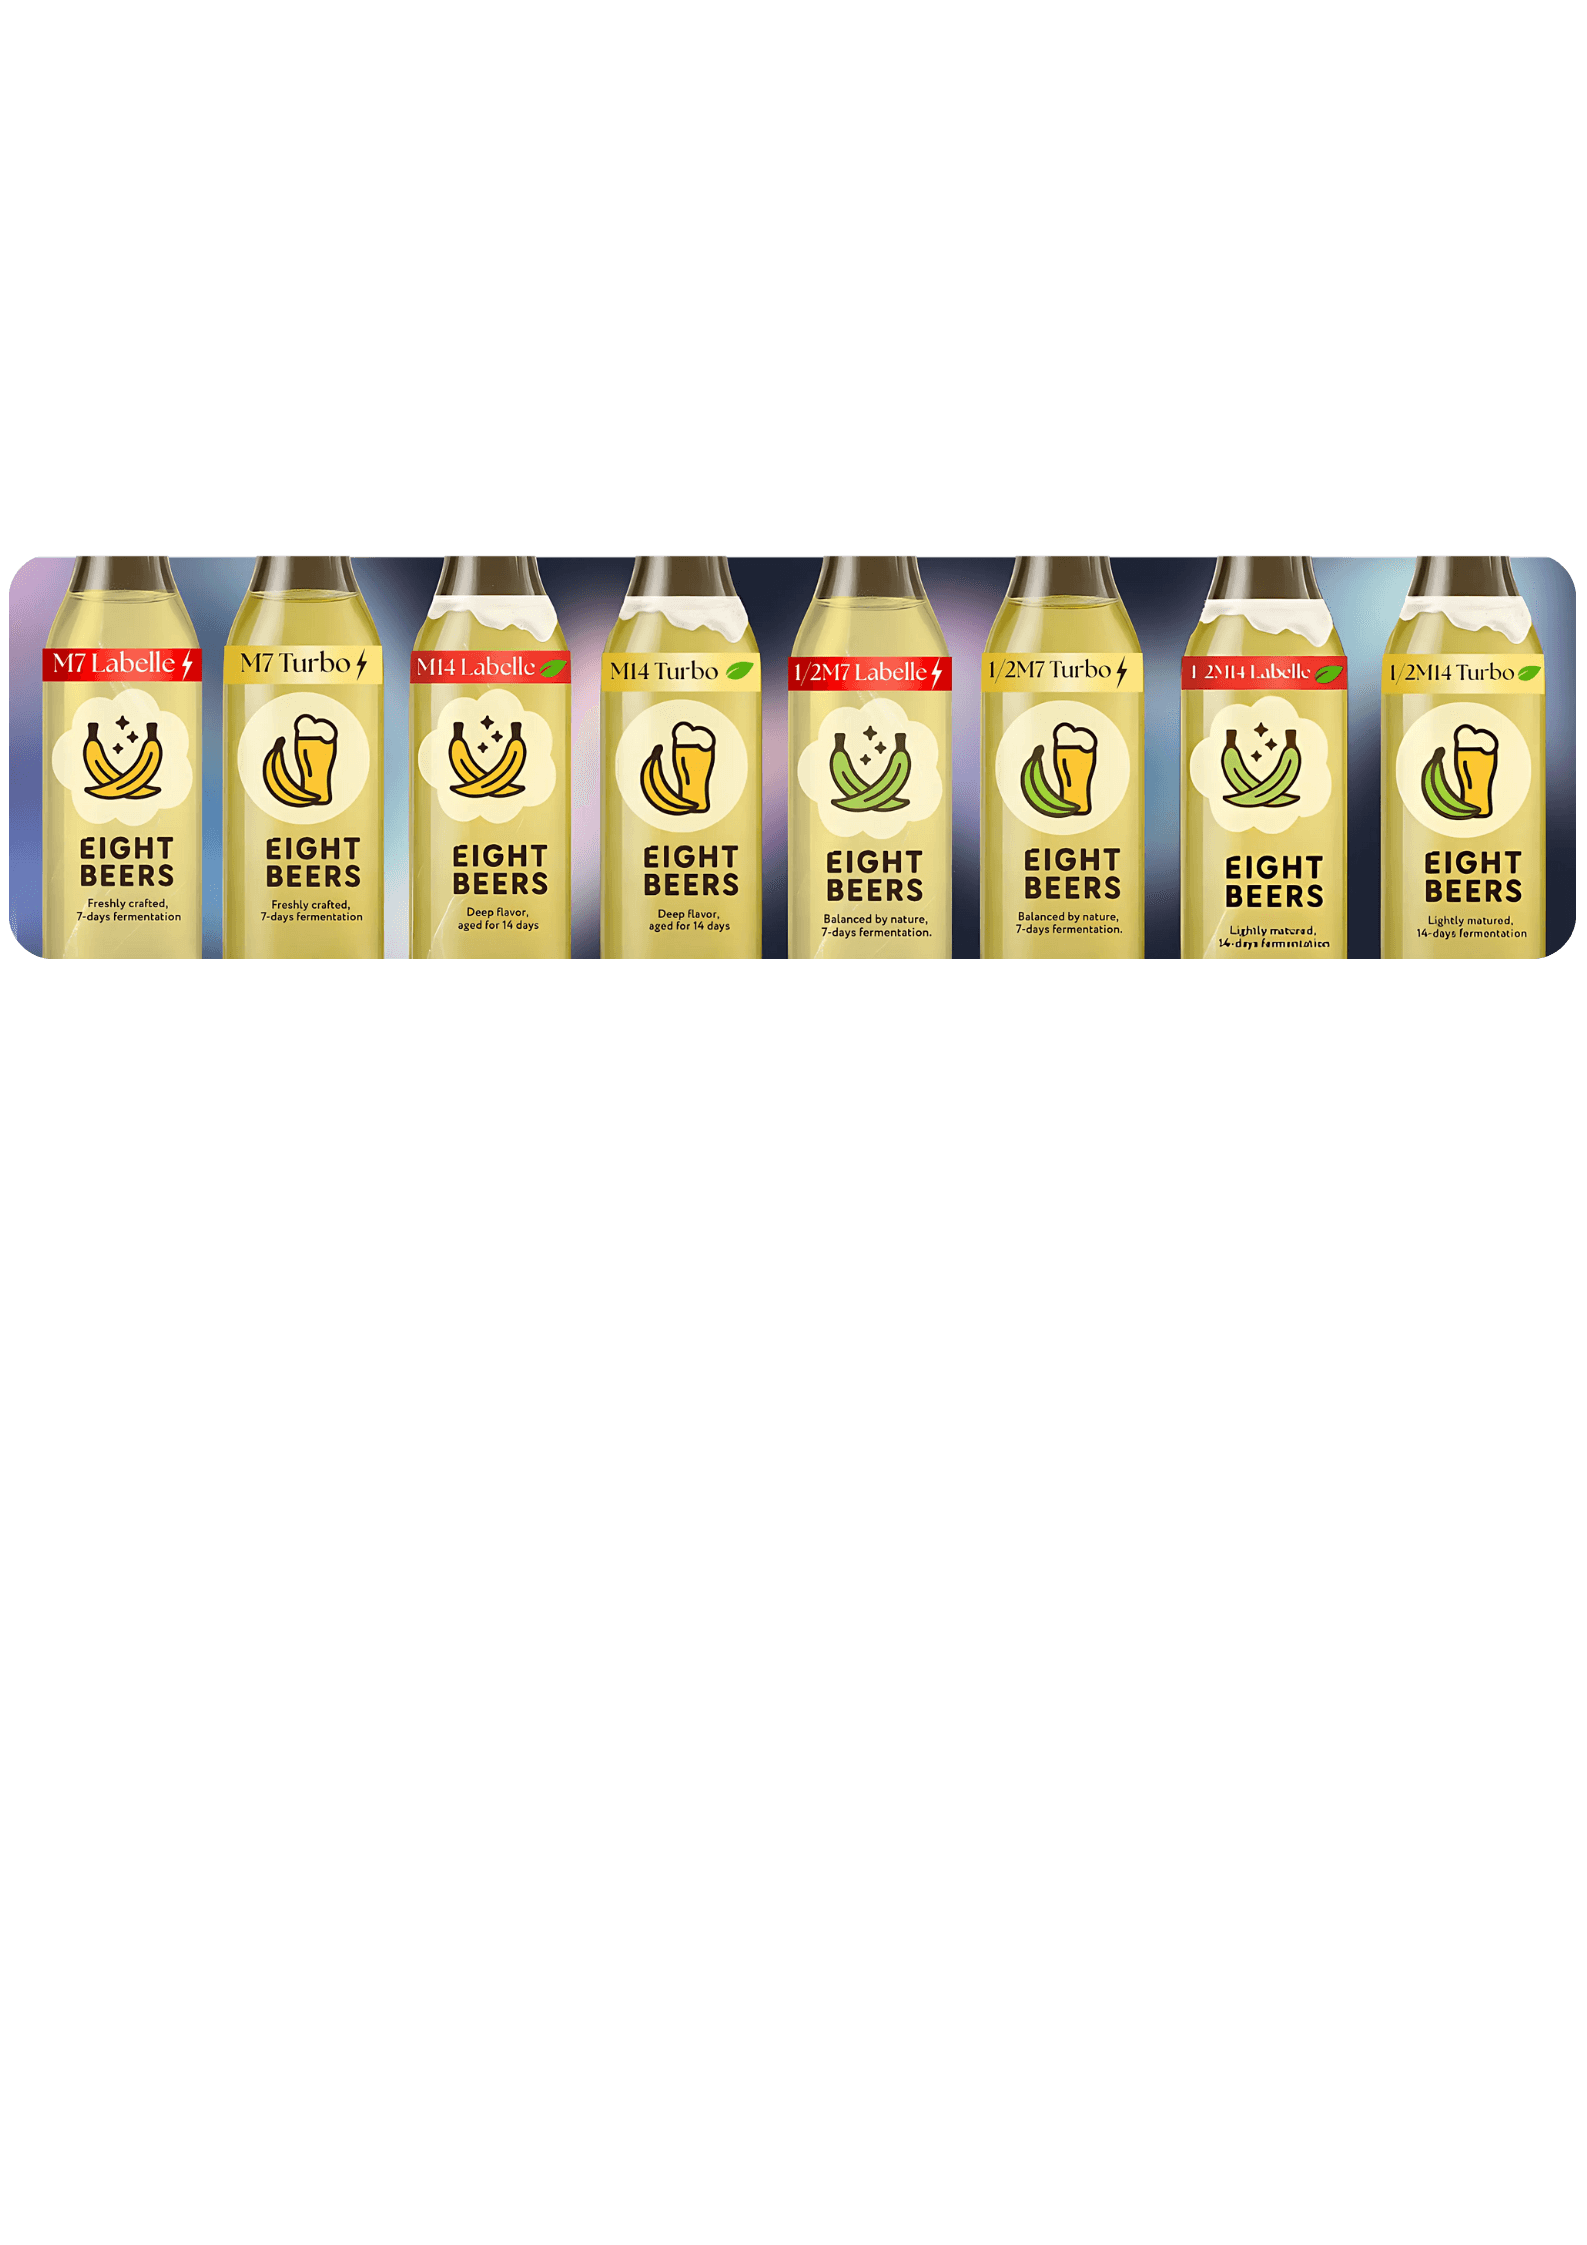 M7 Labelle
M7 Turbo
M14 Labelle
M14 Turbo
1/2M7 Labelle
1/2M7 Turbo
1 2M14 Labelle
1/2M14 Turbo
EIGHT
BEERS
Freshly crafted,
7-days fermentation
EIGHT
BEERS
Freshly crafted,
7-days fermentation
EIGHT
BEERS
Deep flavor,
aged for 14 days
EIGHT
BEERS
Deep flavor,
aged for 14 days
EIGHT
BEERS
Balanced by nature,
7-days fermentation.
EIGHT
BEERS
Balanced by nature,
7-days fermentation.
EIGHT
BEERS
Lightly matured,
14-days fermentation
EIGHT
BEERS
Lightly matured,
14-days fermentation